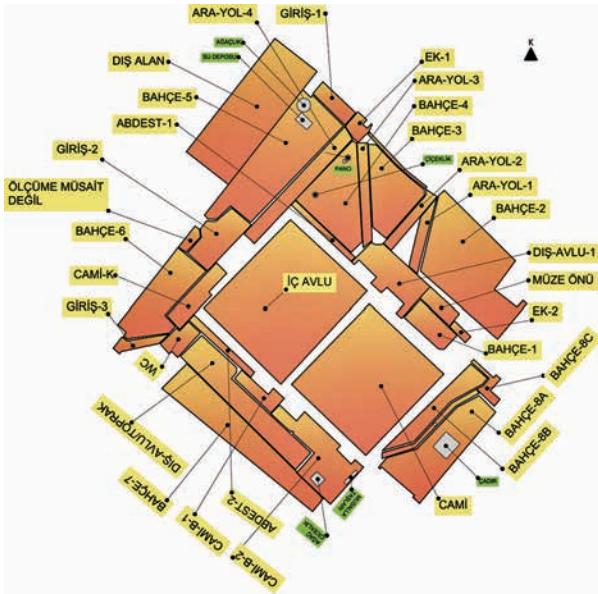 ARA-YOL-4
GİRİŞ-1
K
AĞAÇLIK
SU DEPOSU
EK-1
DIŞ ALAN
ARA-YOL-3
BAHÇE-5
BAHÇE-4
ABDEST-1
BAHÇE-3
GİRİŞ-2
ÇİÇEKLİK
ARA-YOL-2
PANO
ÖLÇÜME MÜSAİT
DEĞİL
ARA-YOL-1
BAHÇE-2
BAHÇE-6
DIŞ-AVLU-1
CAMİ-K
İÇ AVLU
MÜZE ÖNÜ
GİRİŞ-3
EK-2
WC
BAHÇE-1
BAHÇE-8C
BAHÇE-8A
BAHÇE-8B
DIŞ-AVLUTOPRAK
BAHÇE-7
ABDEST-2
CAMİ-B-1
CAMİ-B-2
ÇADIR
CAMİ